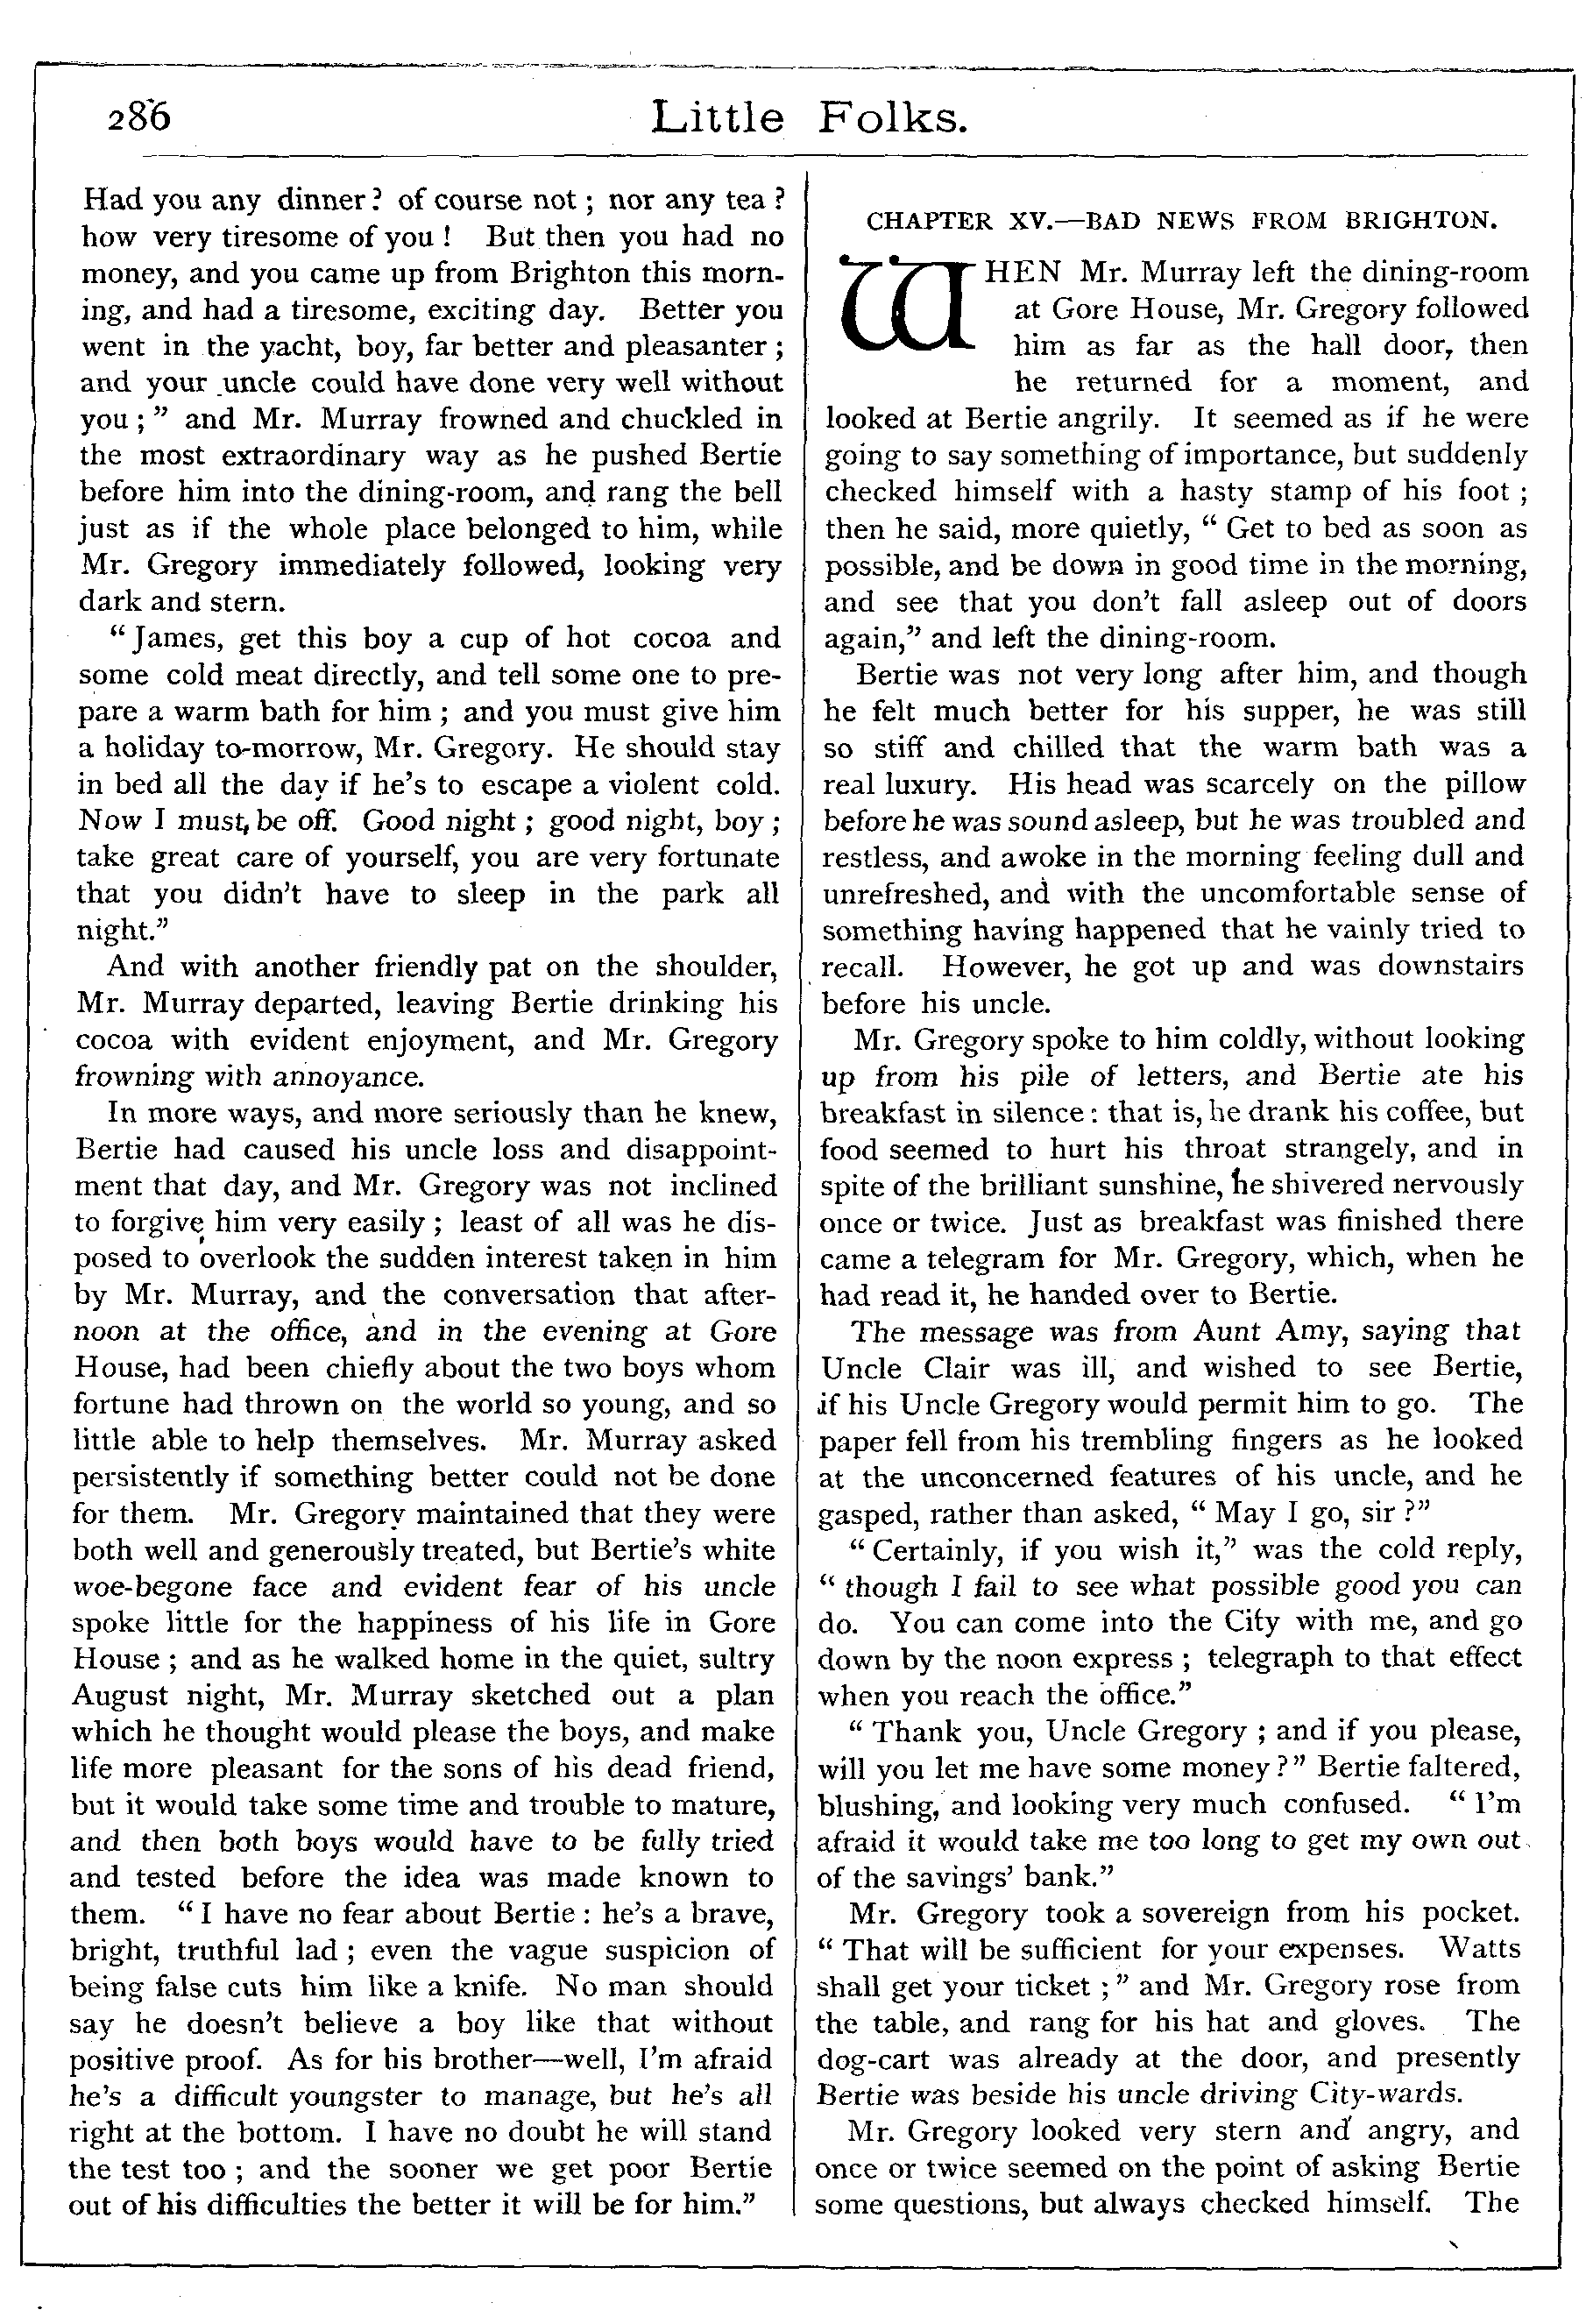 286
Little Folks.
Had you any dinner? of course not; nor any tea?
how very tiresome of you! But then you had no
money, and you came up from Brighton this morn-
ing, and had a tiresome, exciting day. Better you
went in the yacht, boy, far better and pleasanter;
and your uncle could have done very well without
you;" and Mr. Murray frowned and chuckled in
the most extraordinary way as he pushed Bertie
before him into the dining-room, and rang the bell
just as if the whole place belonged to him, while
Mr. Gregory immediately followed, looking very
dark and stern.
"James, get this boy a cup of hot cocoa and
some cold meat directly, and tell some one to pre-
pare a warm bath for him; and you must give him
a holiday to-morrow, Mr. Gregory. He should stay
in bed all the day if he's to escape a violent cold.
Now I must, be off. Good night; good night, boy;
take great care of yourself, you are very fortunate
that you didn't have to sleep in the park all
night."
And with another friendly pat on the shoulder,
Mr. Murray departed, leaving Bertie drinking his
cocoa with evident enjoyment, and Mr. Gregory
frowning with annoyance.
In more ways, and more seriously than he knew,
Bertie had caused his uncle loss and disappoint-
ment that day, and Mr. Gregory was not inclined
to forgive him very easily; least of all was he dis-
posed to overlook the sudden interest taken in him
by Mr. Murray, and the conversation that after-
noon at the office, and in the evening at Gore
House, had been chiefly about the two boys whom
fortune had thrown on the world so young, and so
little able to help themselves. Mr. Murray asked
persistently if something better could not be done
for them. Mr. Gregory maintained that they were
both well and generously treated, but Bertie's white
woe-begone face and evident fear of his uncle
spoke little for the happiness of his life in Gore
House; and as he walked home in the quiet, sultry
August night, Mr. Murray sketched out a plan
which he thought would please the boys, and make
life more pleasant for the sons of his dead friend,
but it would take some time and trouble to mature,
and then both boys would have to be fully tried
and tested before the idea was made known to
them. "I have no fear about Bertie: he's a brave,
bright, truthful lad; even the vague suspicion of
being false cuts him like a knife. No man should
say he doesn't believe a boy like that without
positive proof. As for his brother—well, I'm afraid
he's a difficult youngster to manage, but he's all
right at the bottom. I have no doubt he will stand
the test too; and the sooner we get poor Bertie
out of his difficulties the better it will be for him."
CHAPTER XV.—BAD NEWS FROM BRIGHTON.
WHEN Mr. Murray left the dining-room
at Gore House, Mr. Gregory followed
him as far as the hall door, then
he returned for a moment, and
looked at Bertie angrily. It seemed as if he were
going to say something of importance, but suddenly
checked himself with a hasty stamp of his foot;
then he said, more quietly, "Get to bed as soon as
possible, and be down in good time in the morning,
and see that you don't fall asleep out of doors
again," and left the dining-room.
Bertie was not very long after him, and though
he felt much better for his supper, he was still
so stiff and chilled that the warm bath was a
real luxury. His head was scarcely on the pillow
before he was sound asleep, but he was troubled and
restless, and awoke in the morning feeling dull and
unrefreshed, and with the uncomfortable sense of
something having happened that he vainly tried to
recall. However, he got up and was downstairs
before his uncle.
Mr. Gregory spoke to him coldly, without looking
up from his pile of letters, and Bertie ate his
breakfast in silence: that is, he drank his coffee, but
food seemed to hurt his throat strangely, and in
spite of the brilliant sunshine, he shivered nervously
once or twice. Just as breakfast was finished there
came a telegram for Mr. Gregory, which, when he
had read it, he handed over to Bertie.
The message was from Aunt Amy, saying that
Uncle Clair was ill, and wished to see Bertie,
if his Uncle Gregory would permit him to go. The
paper fell from his trembling fingers as he looked
at the unconcerned features of his uncle, and he
gasped, rather than asked, "May I go, sir?"
"Certainly, if you wish it," was the cold reply,
"though I fail to see what possible good you can
do. You can come into the City with me, and go
down by the noon express; telegraph to that effect
when you reach the office."
"Thank you, Uncle Gregory; and if you please,
will you let me have some money?" Bertie faltered,
blushing, and looking very much confused. "I'm
afraid it would take me too long to get my own out
of the savings' bank."
Mr. Gregory took a sovereign from his pocket.
"That will be sufficient for your expenses. Watts
shall get your ticket;" and Mr. Gregory rose from
the table, and rang for his hat and gloves. The
dog-cart was already at the door, and presently
Bertie was beside his uncle driving City-wards.
Mr. Gregory looked very stern and angry, and
once or twice seemed on the point of asking Bertie
some questions, but always checked himself. The